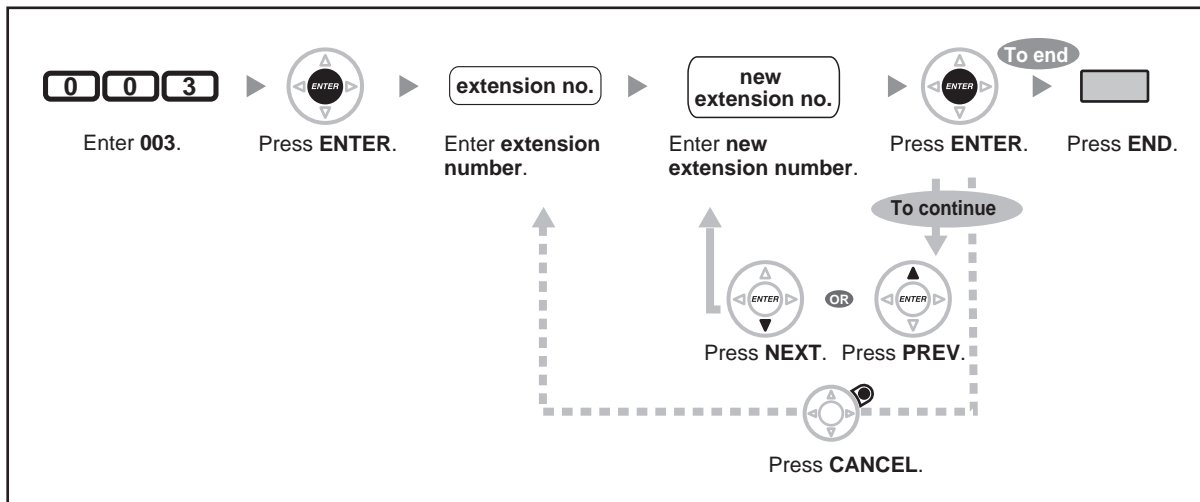 To end
0 0 3
ENTER
extension no.
new
extension no.
ENTER
Enter 003.
Press ENTER.
Enter extension
number.
Enter new
extension number.
Press ENTER.
Press END.
To continue
ENTER
OR
ENTER
Press NEXT.
Press PREV.
Press CANCEL.